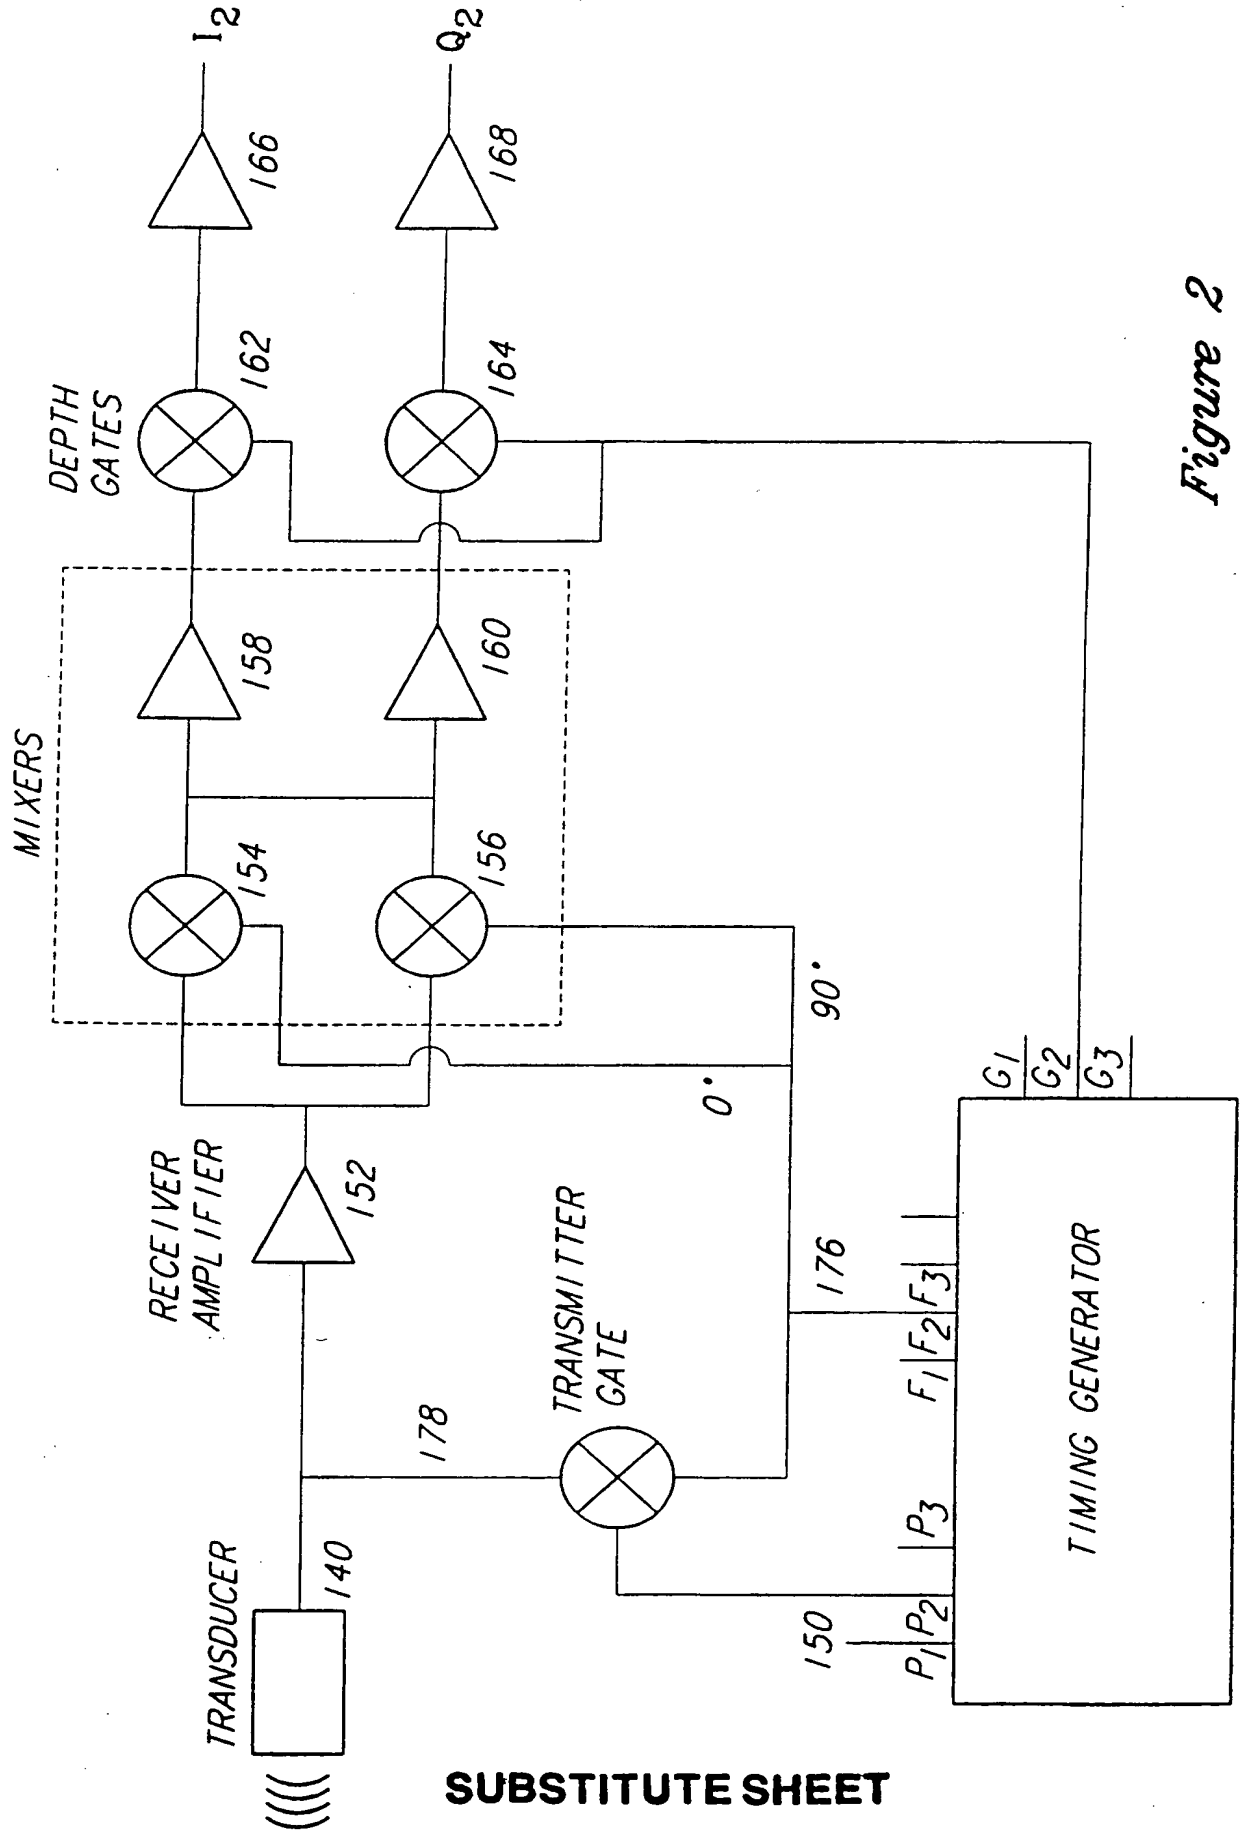 TRANSDUCER
140
RECEIVER
AMPLIFIER
152
MIXERS
154
156
158
160
DEPTH
GATES
162
164
166
168
I2
Q2
178
TRANSMITTER
GATE
0°
90°
176
150
P1 P2 P3
F1 F2 F3
G1
G2
G3
TIMING GENERATOR
Figure 2
SUBSTITUTE SHEET